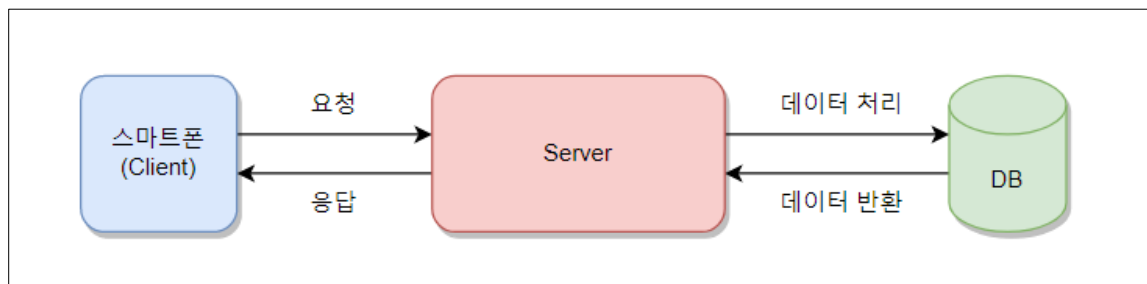 스마트폰
(Client)
요청
응답
Server
데이터 처리
데이터 반환
DB